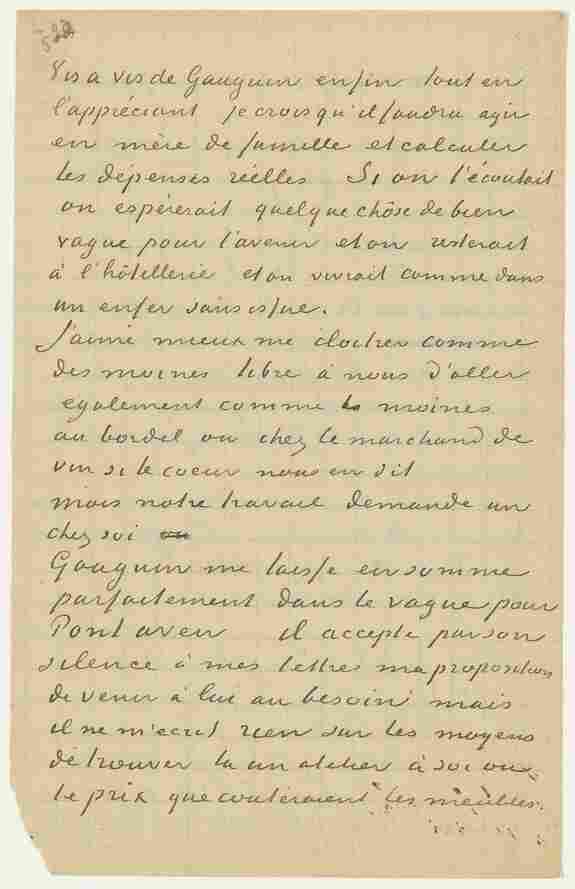 Vis à vis de Gauguin enfin tout en
l'appréciant je crois qu'il faudra agir
en mère de famille et calculer
les dépenses réelles. Si on l'écoutait
on espérerait quelque chôse de bien
vague pour l'avenir et on resterait
à l'hôtellerie et on vivrait comme dans
un enfer sans issue.
J'aime mieux me cloitrer comme
des moines libre à nous d'aller
egalement comme les moines
au bordel ou chez le marchand de
vin si le coeur nous en dit
mais notre travail demande un
chez soi
Gauguin me laisse en somme
parfaitement dans le vague pour
Pont aven il accepte par son
silence à mes lettres ma proposition
de venir à lui au besoin mais
il ne m'ecrit rien sur les moyens
de trouver là un atelier à soi ou
le prix que couteraient les meubles.